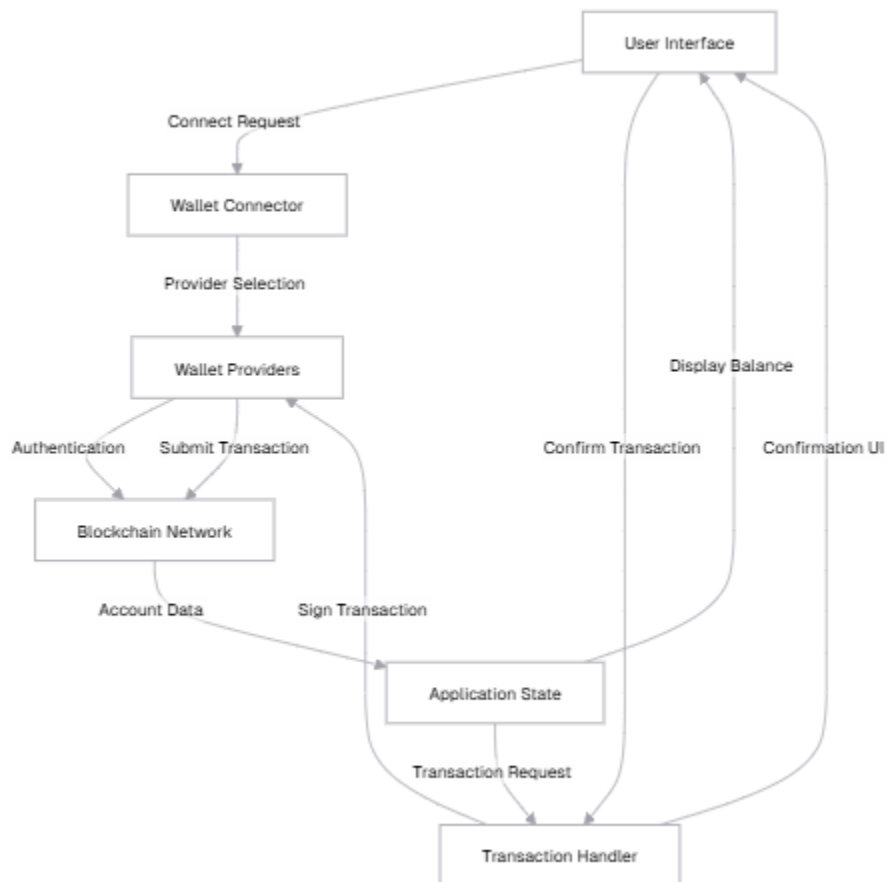 User Interface
Connect Request
Wallet Connector
Provider Selection
Wallet Providers
Display Balance
Authentication
Submit Transaction
Confirm Transaction
Confirmation UI
Blockchain Network
Account Data
Sign Transaction
Application State
Transaction Request
Transaction Handler